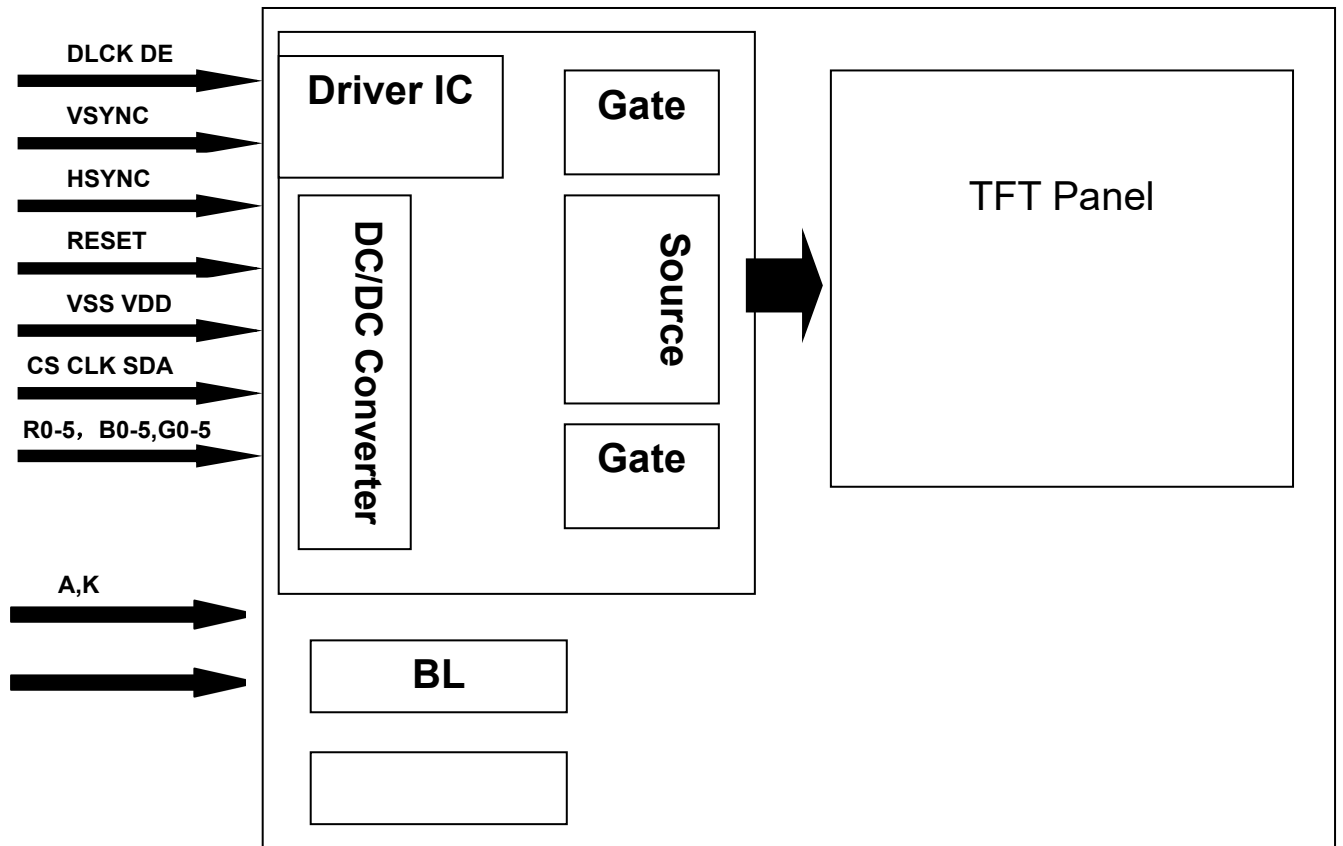 DLCK DE
VSYNC
HSYNC
RESET
VSS VDD
CS CLK SDA
R0-5，B0-5,G0-5
A,K
Driver IC
DC/DC Converter
Gate
Source
Gate
BL
TFT Panel